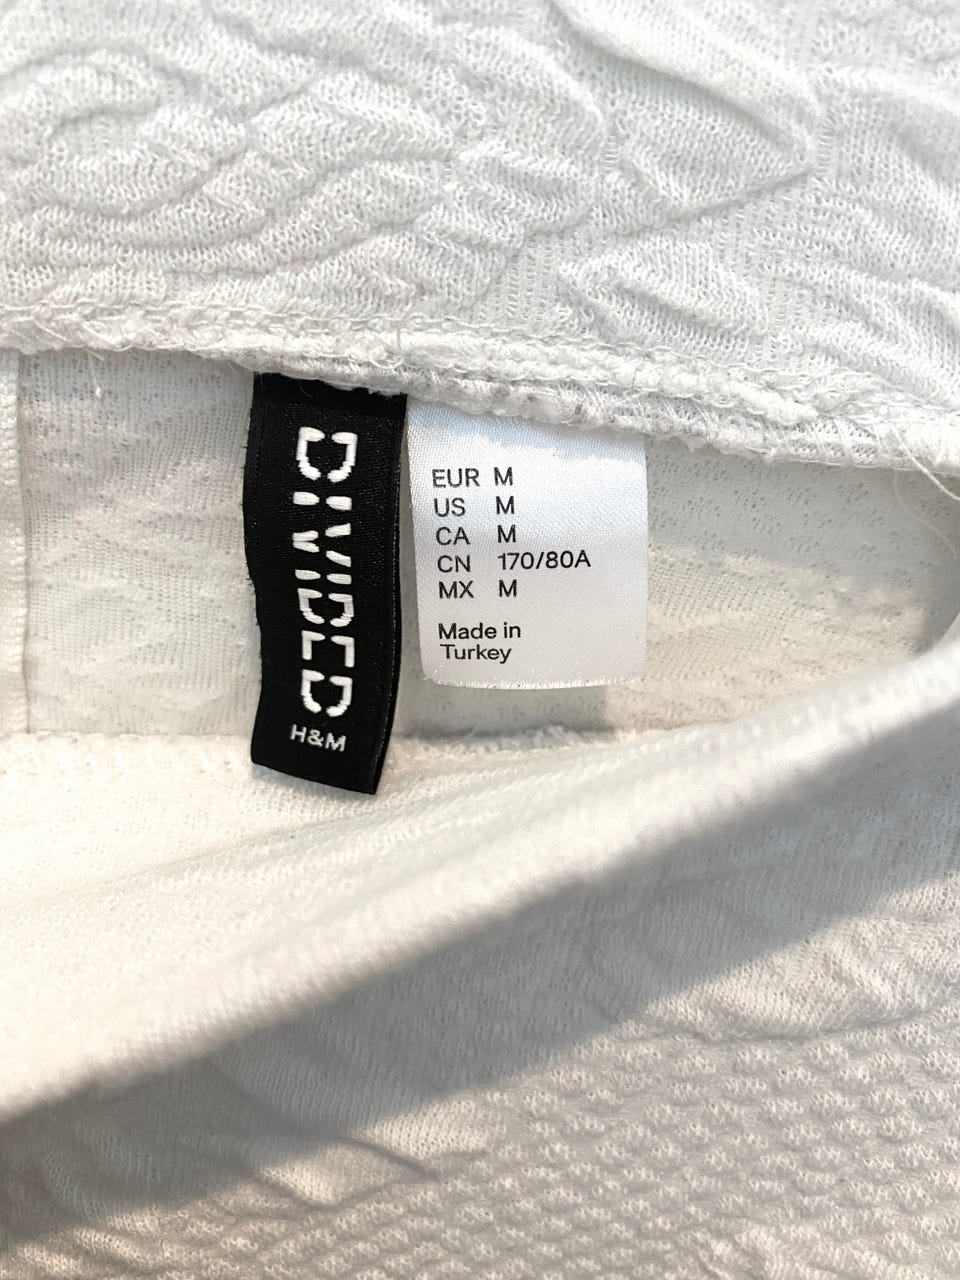 DIVIDED
H&M
EUR M
US M
CA M
CN 170/80A
MX M
Made in
Turkey